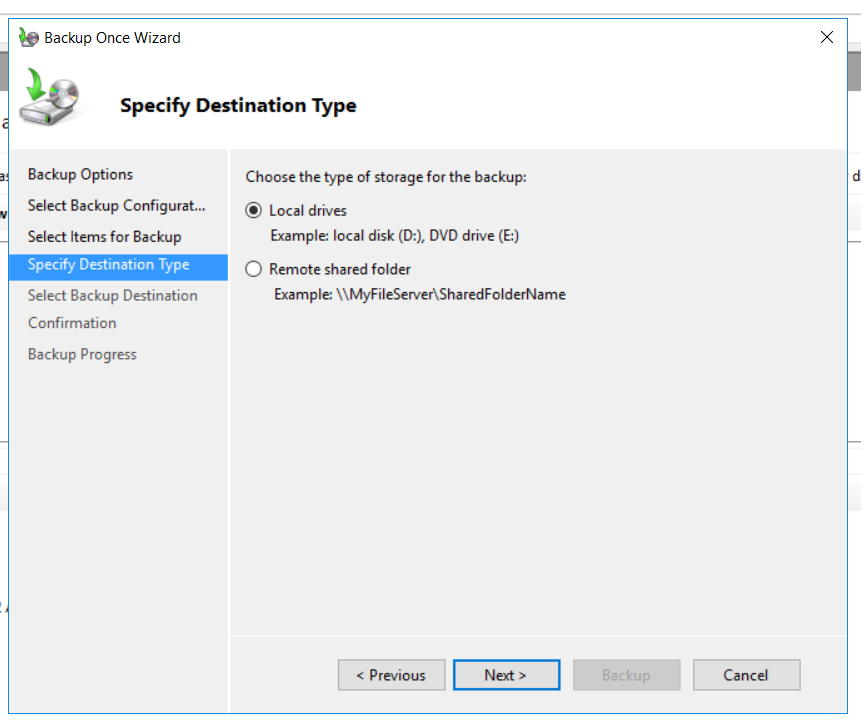 Backup Once Wizard
Specify Destination Type
Backup Options
Select Backup Configurat...
Select Items for Backup
Specify Destination Type
Select Backup Destination
Confirmation
Backup Progress
Choose the type of storage for the backup:
Local drives
Example: local disk (D:), DVD drive (E:)
Remote shared folder
Example: \\MyFileServer\SharedFolderName
< Previous
Next >
Backup
Cancel